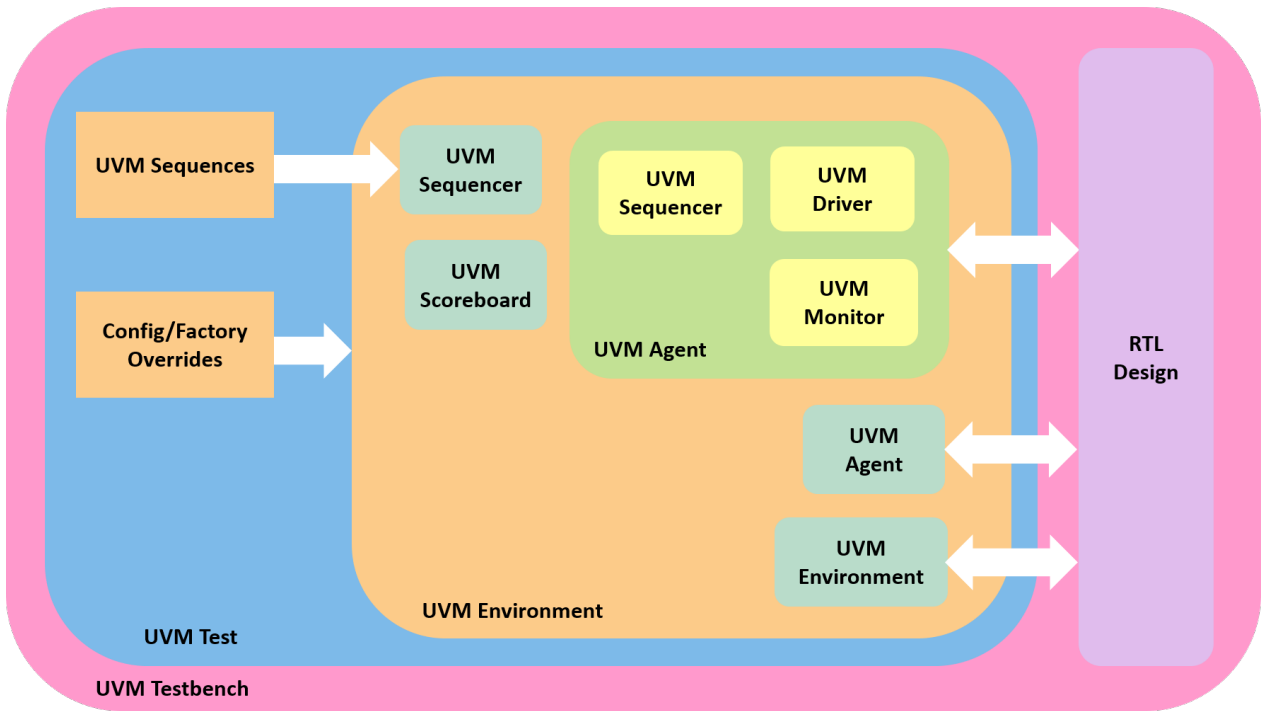 UVM Sequences
Config/Factory
Overrides
UVM
Sequencer
UVM
Scoreboard
UVM
Sequencer
UVM
Driver
UVM
Monitor
UVM Agent
UVM
Agent
UVM
Environment
UVM Environment
UVM Test
UVM Testbench
RTL
Design